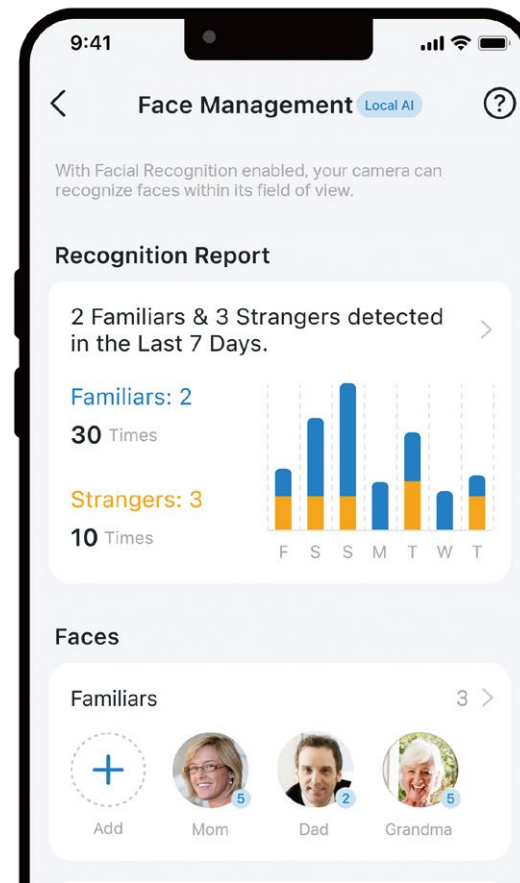 9:41
Face Management Local AI ?
With Facial Recognition enabled, your camera can
recognize faces within its field of view.
Recognition Report
2 Familiars & 3 Strangers detected
in the Last 7 Days.
Familiars: 2
30 Times
Strangers: 3
10 Times
F S S M T W T
Faces
Familiars 3
5 2 5
Add Mom Dad Grandma